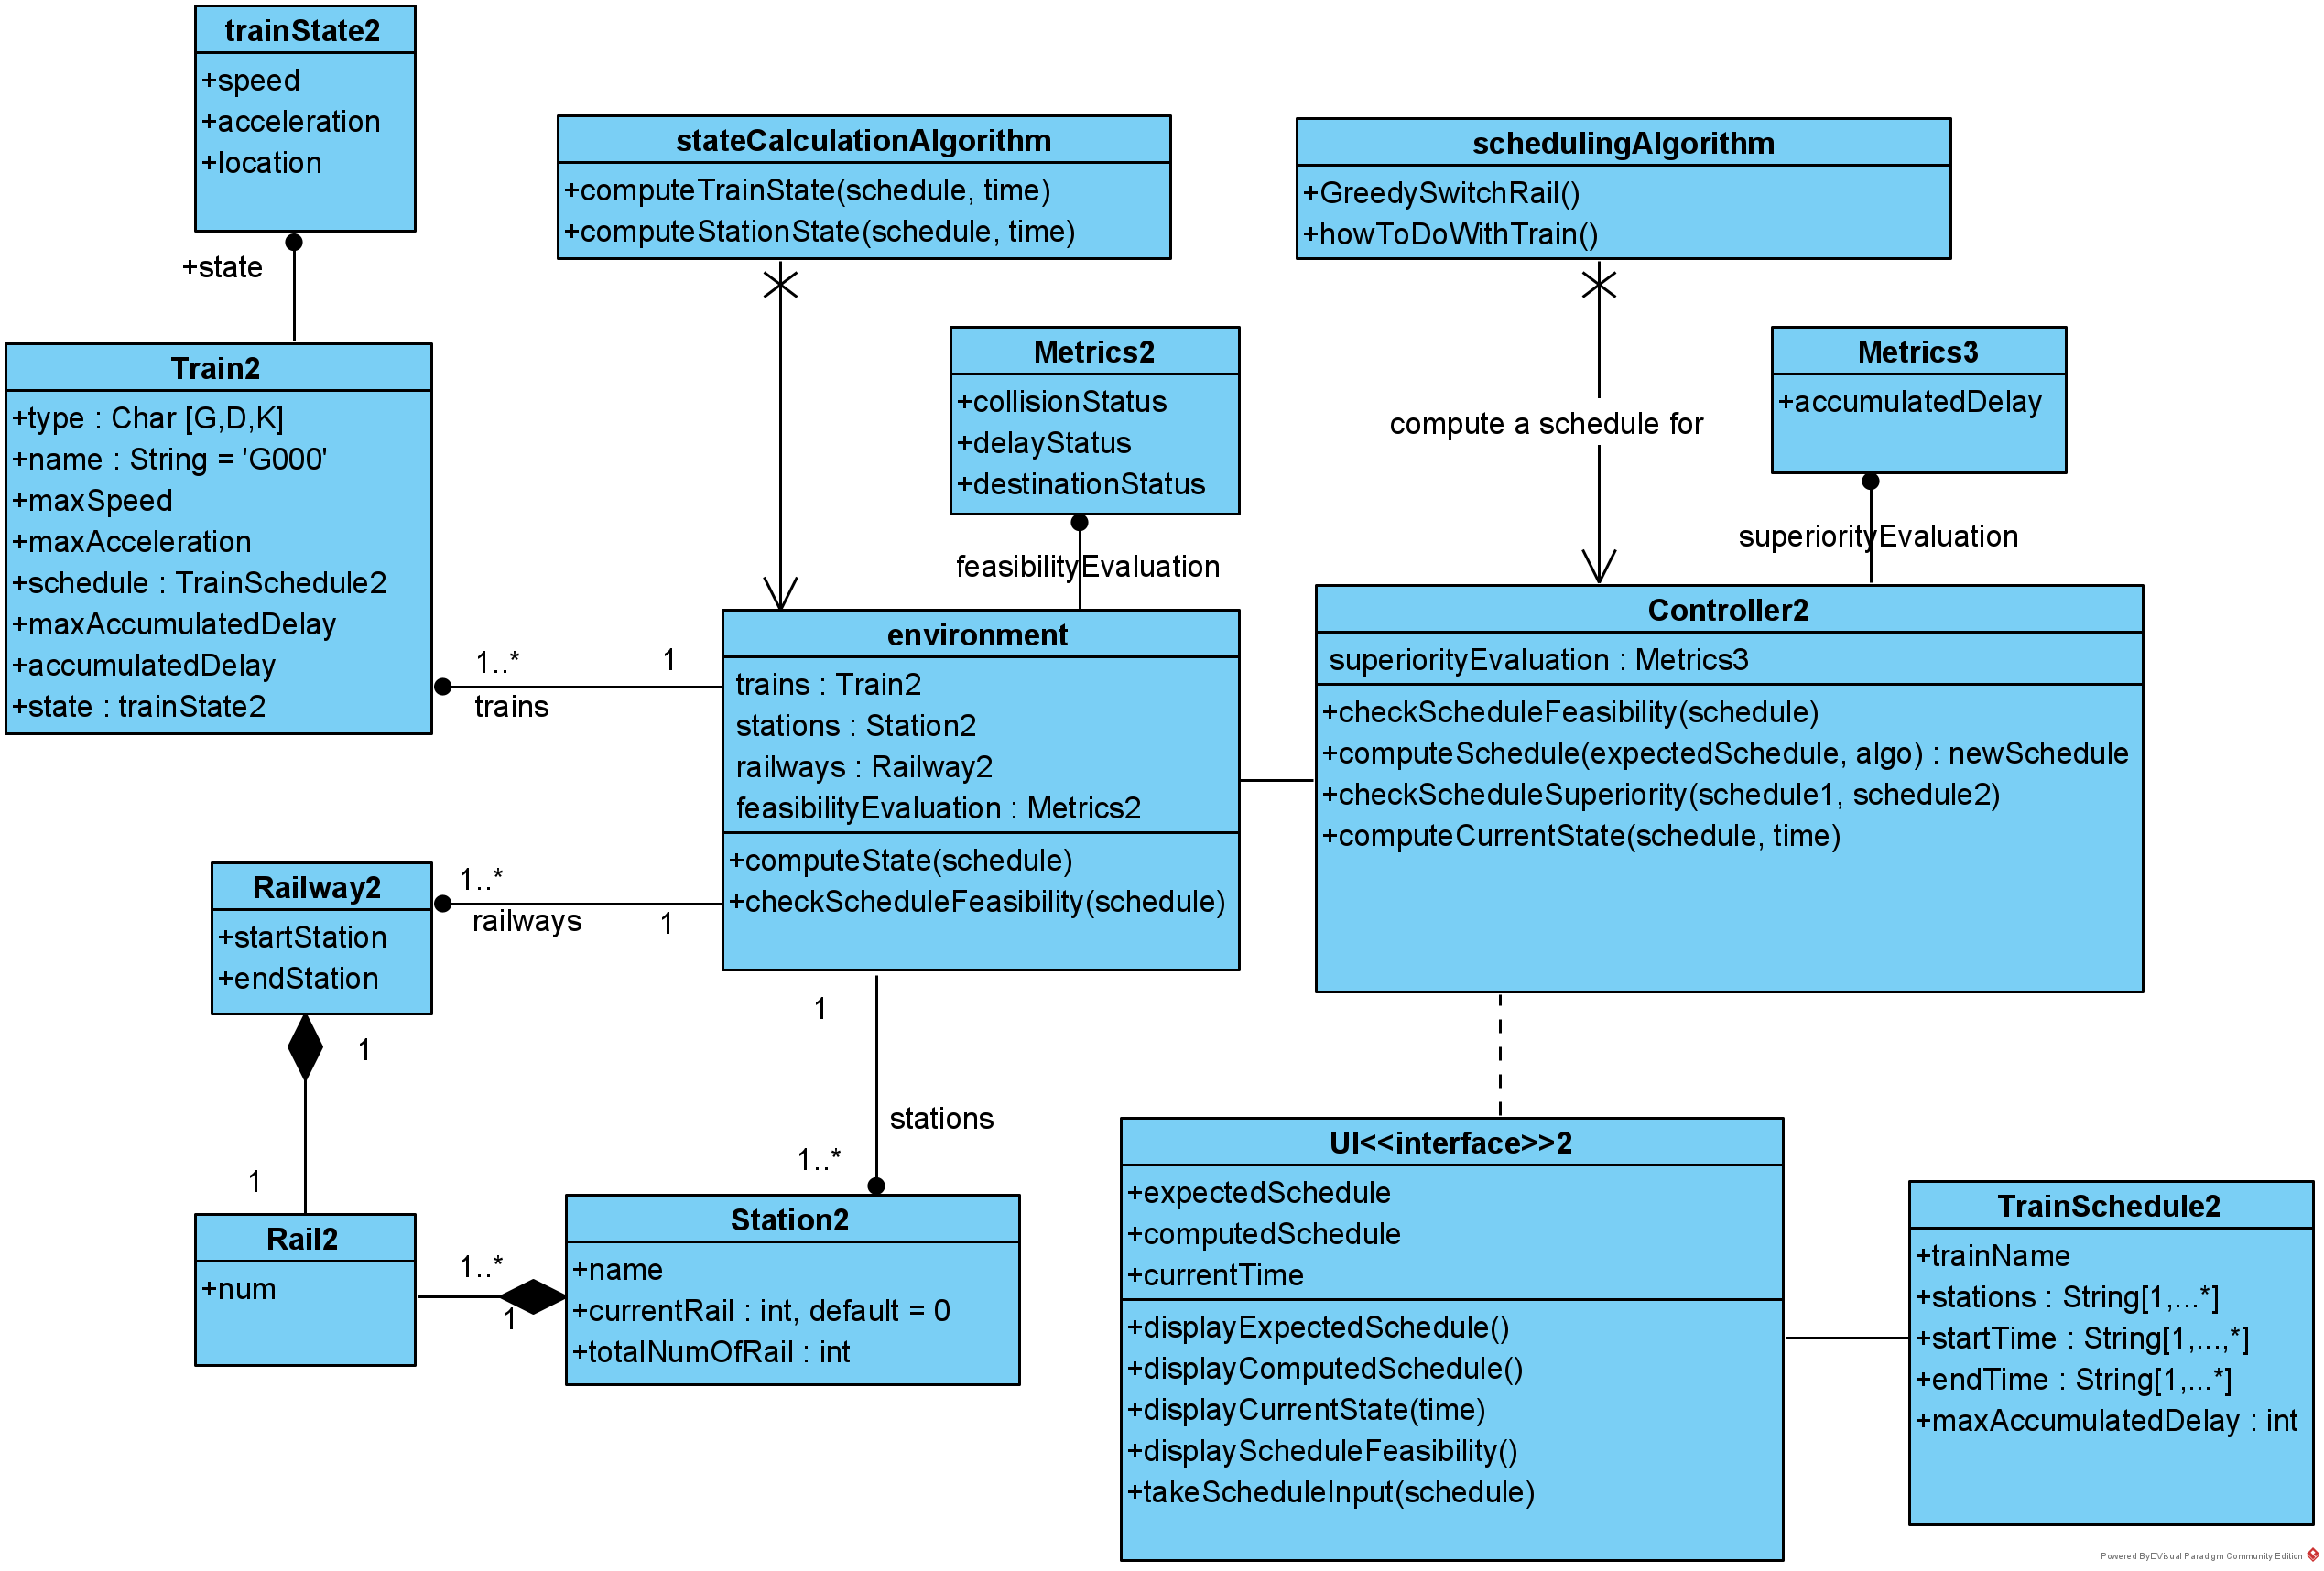 trainState2
+speed
+acceleration
+location
+state
stateCalculationAlgorithm
+computeTrainState(schedule, time)
+computeStationState(schedule, time)
schedulingAlgorithm
+GreedySwitchRail()
+howToDoWithTrain()
compute a schedule for
Metrics2
+collisionStatus
+delayStatus
+destinationStatus
feasibilityEvaluation
Metrics3
+accumulatedDelay
superiorityEvaluation
Train2
+type : Char [G,D,K]
+name : String = 'G000'
+maxSpeed
+maxAcceleration
+schedule : TrainSchedule2
+maxAccumulatedDelay
+accumulatedDelay
+state : trainState2
1..*
1
trains
environment
trains : Train2
stations : Station2
railways : Railway2
feasibilityEvaluation : Metrics2
+computeState(schedule)
+checkScheduleFeasibility(schedule)
Controller2
superiorityEvaluation : Metrics3
+checkScheduleFeasibility(schedule)
+computeSchedule(expectedSchedule, algo) : newSchedule
+checkScheduleSuperiority(schedule1, schedule2)
+computeCurrentState(schedule, time)
Railway2
+startStation
+endStation
1..*
railways
1
1
1
1
stations
1..*
Rail2
+num
1..*
1
Station2
+name
+currentRail : int, default = 0
+totalNumOfRail : int
UI<<interface>>2
+expectedSchedule
+computedSchedule
+currentTime
+displayExpectedSchedule()
+displayComputedSchedule()
+displayCurrentState(time)
+displayScheduleFeasibility()
+takeScheduleInput(schedule)
TrainSchedule2
+trainName
+stations : String[1,...*]
+startTime : String[1,...,*]
+endTime : String[1,...*]
+maxAccumulatedDelay : int
Powered By□Visual Paradigm Community Edition